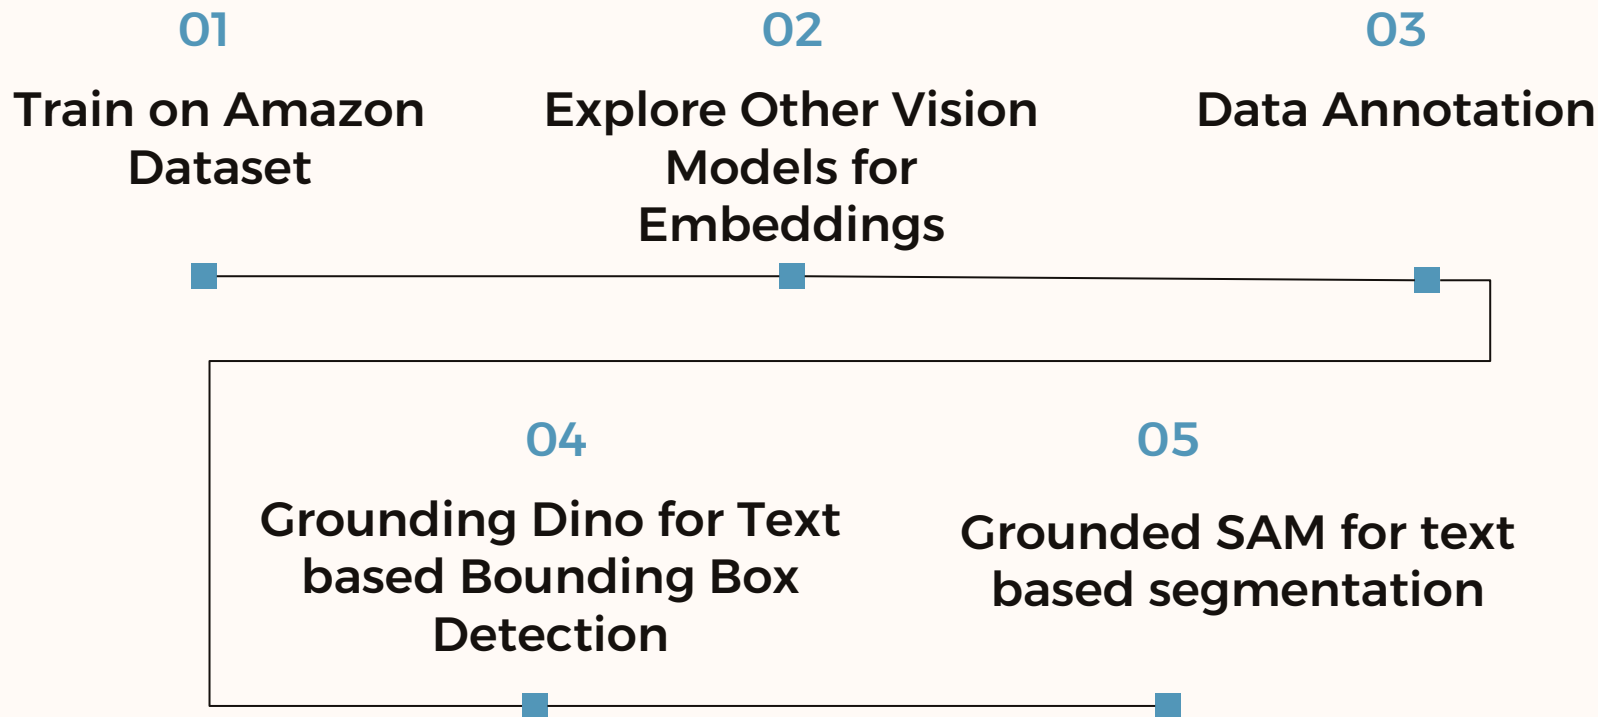 01
Train on Amazon
Dataset
02
Explore Other Vision
Models for
Embeddings
03
Data Annotation
04
Grounding Dino for Text
based Bounding Box
Detection
05
Grounded SAM for text
based segmentation